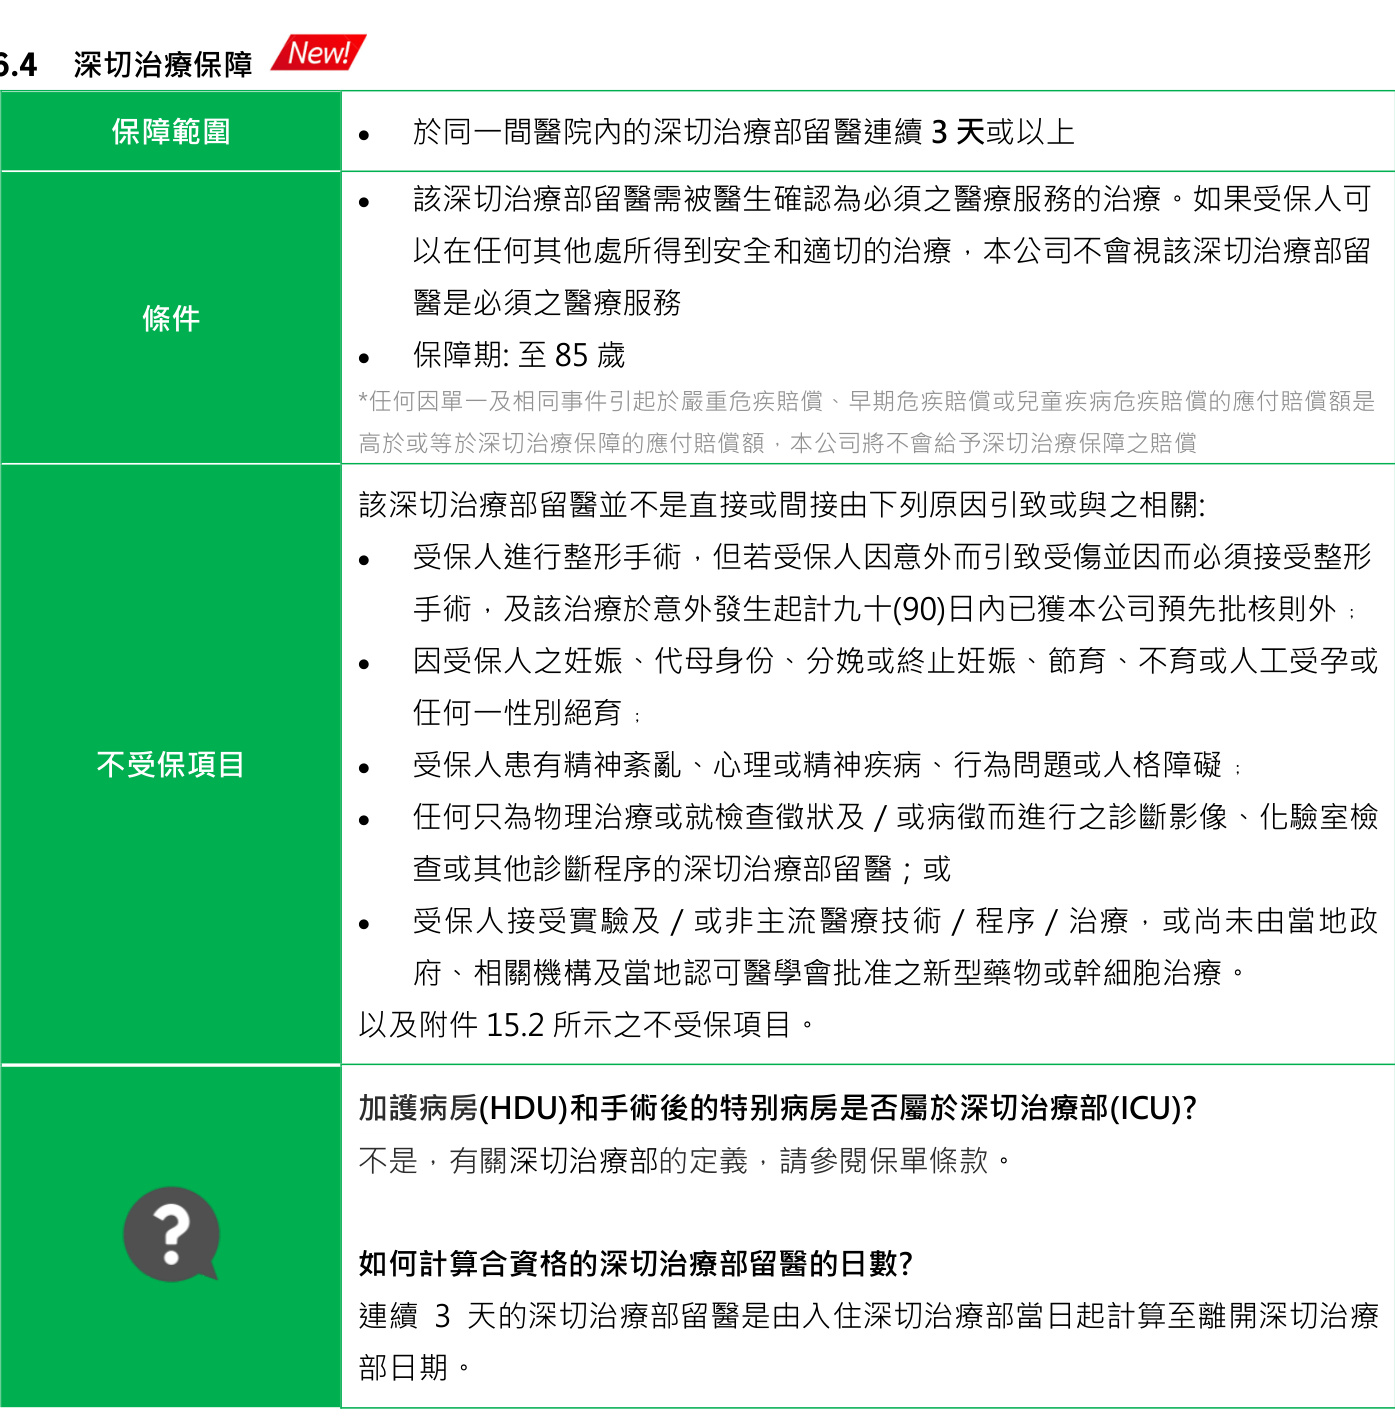 6.4 深切治療保障 New!
保障範圍
• 於同一間醫院內的深切治療部留醫連續 3 天或以上
條件
• 該深切治療部留醫需被醫生確認為必須之醫療服務的治療。如果受保人可
以在任何其他處所得到安全和適切的治療，本公司不會視該深切治療部留
醫是必須之醫療服務
• 保障期: 至 85 歲
*任何因單一及相同事件引起於嚴重危疾賠償、早期危疾賠償或兒童疾病危疾賠償的應付賠償額是
高於或等於深切治療保障的應付賠償額，本公司將不會給予深切治療保障之賠償
不受保項目
該深切治療部留醫並不是直接或間接由下列原因引致或與之相關:
• 受保人進行整形手術，但若受保人因意外而引致受傷並因而必須接受整形
手術，及該治療於意外發生起計九十(90)日內已獲本公司預先批核則外；
• 因受保人之妊娠、代母身份、分娩或終止妊娠、節育、不育或人工受孕或
任何一性別絕育；
• 受保人患有精神紊亂、心理或精神疾病、行為問題或人格障礙；
• 任何只為物理治療或就檢查徵狀及 / 或病徵而進行之診斷影像、化驗室檢
查或其他診斷程序的深切治療部留醫；或
• 受保人接受實驗及 / 或非主流醫療技術 / 程序 / 治療，或尚未由當地政
府、相關機構及當地認可醫學會批准之新型藥物或幹細胞治療。
以及附件 15.2 所示之不受保項目。
?
加護病房(HDU)和手術後的特别病房是否屬於深切治療部(ICU)?
不是，有關深切治療部的定義，請參閱保單條款。
如何計算合資格的深切治療部留醫的日數?
連續 3 天的深切治療部留醫是由入住深切治療部當日起計算至離開深切治療
部日期。